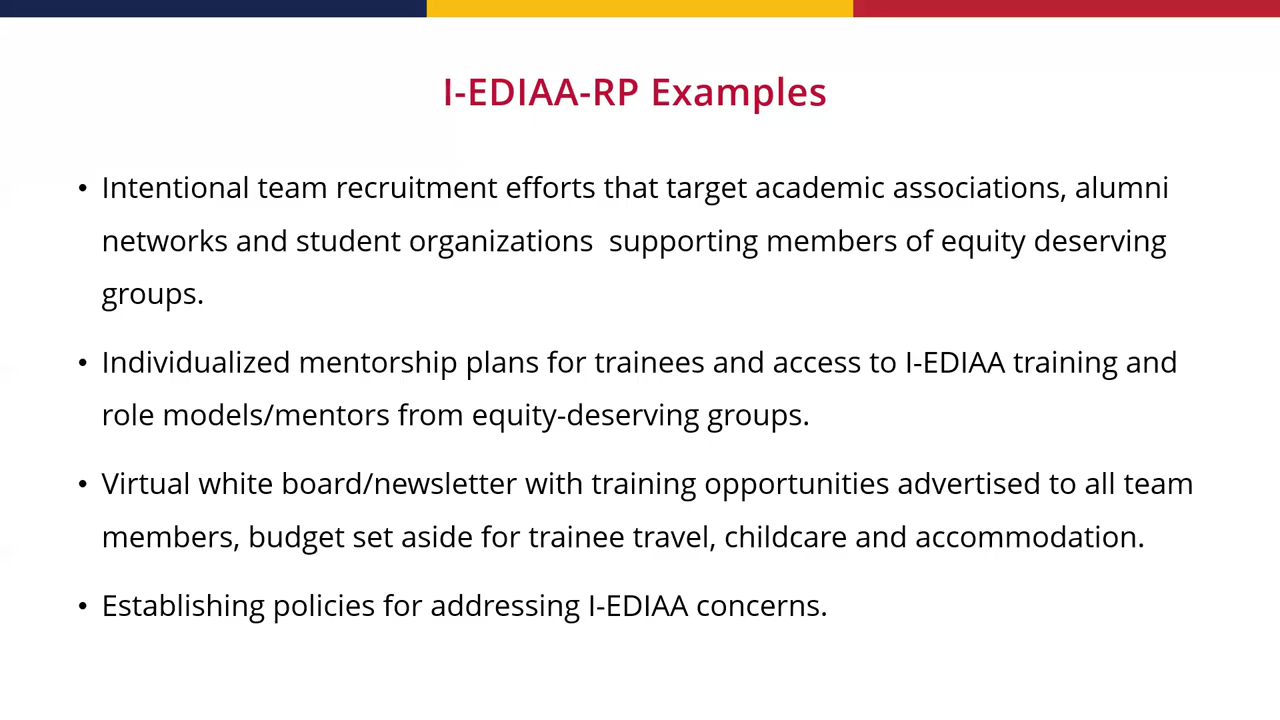 I-EDIAA-RP Examples
• Intentional team recruitment efforts that target academic associations, alumni
networks and student organizations  supporting members of equity deserving
groups.
• Individualized mentorship plans for trainees and access to I-EDIAA training and
role models/mentors from equity-deserving groups.
• Virtual white board/newsletter with training opportunities advertised to all team
members, budget set aside for trainee travel, childcare and accommodation.
• Establishing policies for addressing I-EDIAA concerns.